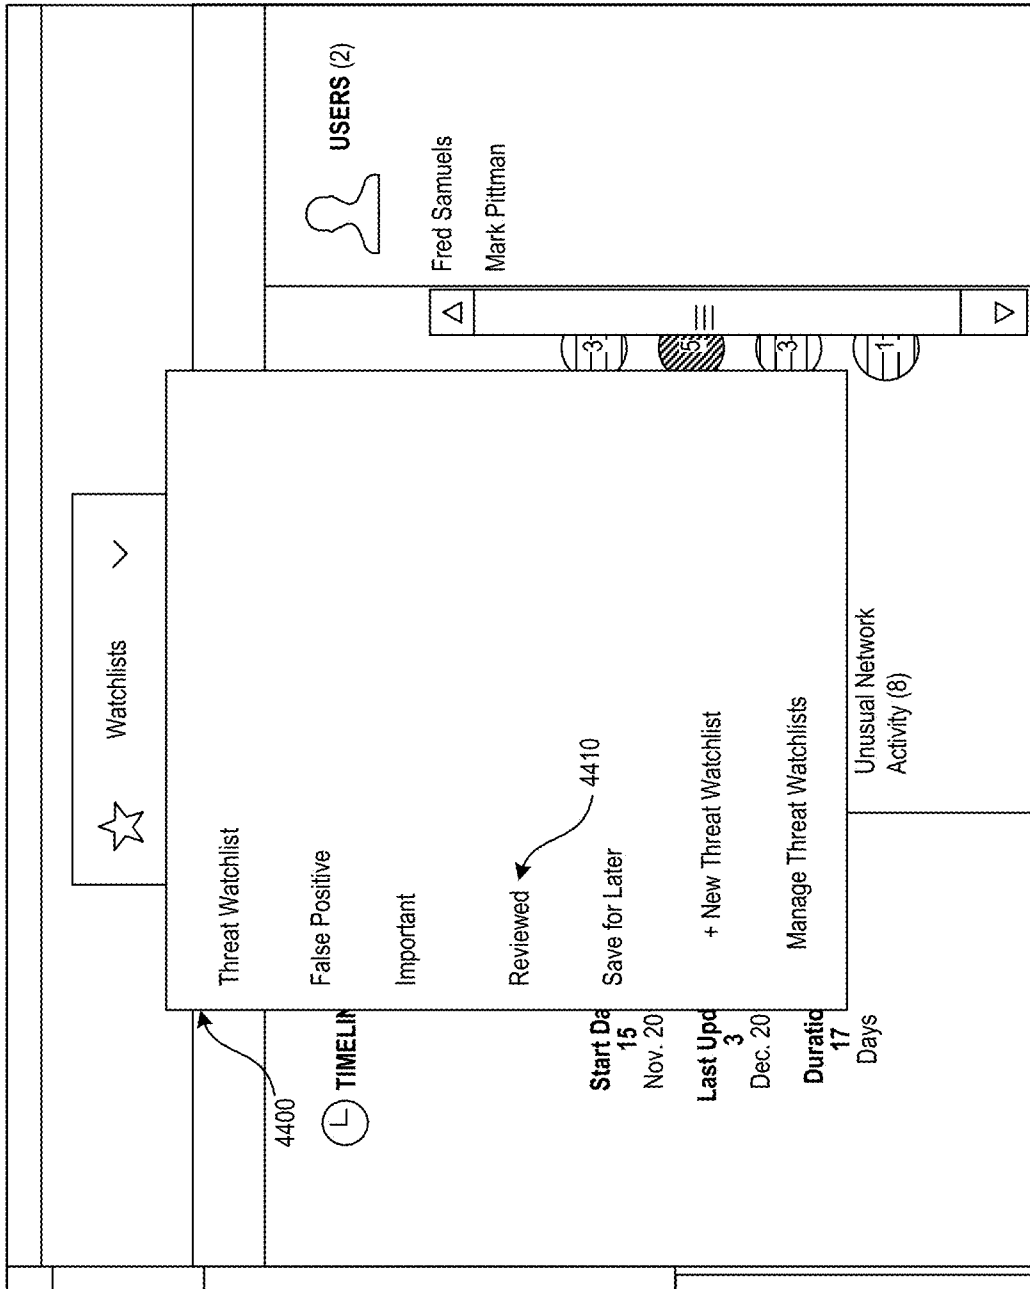 Watchlists
4400
Threat Watchlist
False Positive
Important
Reviewed
4410
Save for Later
+ New Threat Watchlist
Manage Threat Watchlists
TIMELIN
Start Da
15
Nov. 20
Last Upd
3
Dec. 20
Duratio
17
Days
Unusual Network
Activity (8)
3
5
3
1
USERS (2)
Fred Samuels
Mark Pittman